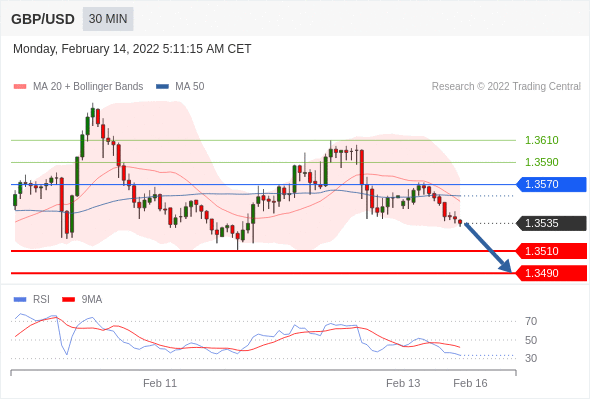 GBP/USD 30 MIN
Monday, February 14, 2022 5:11:15 AM CET
MA 20 + Bollinger Bands MA 50 Research © 2022 Trading Central
1.3610
1.3590
1.3570
1.3535
1.3510
1.3490
RSI 9MA
70
50
30
Feb 11 Feb 13 Feb 16